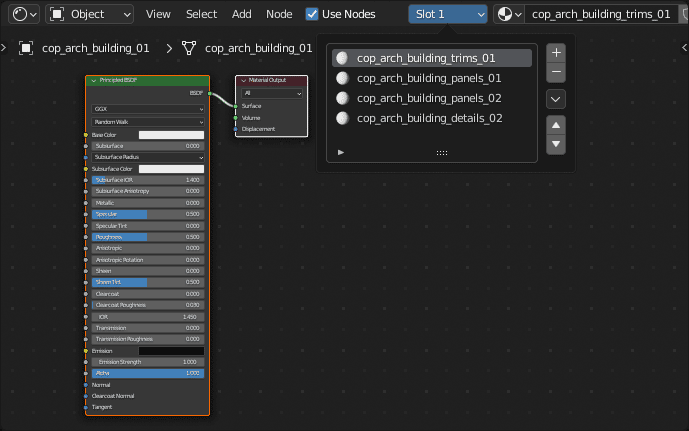 Object View Select Add Node Use Nodes Slot 1 cop_arch_building_trims_01
cop_arch_building_01 > cop_arch_building_01
cop_arch_building_trims_01
cop_arch_building_panels_01
cop_arch_building_panels_02
cop_arch_building_details_02
Principled BSDF
BSDF
GGX
Random Walk
Base Color
Subsurface 0.000
Subsurface Radius
Subsurface Color
Subsurface IOR 1.400
Subsurface Anisotropy 0.000
Metallic 0.000
Specular 0.500
Specular Tint 0.000
Roughness 0.500
Anisotropic 0.000
Anisotropic Rotation 0.000
Sheen 0.000
Sheen Tint 0.500
Clearcoat 0.000
Clearcoat Roughness 0.030
IOR 1.450
Transmission 0.000
Transmission Roughness 0.000
Emission
Emission Strength 1.000
Alpha 1.000
Normal
Clearcoat Normal
Tangent
Material Output
All
Surface
Volume
Displacement